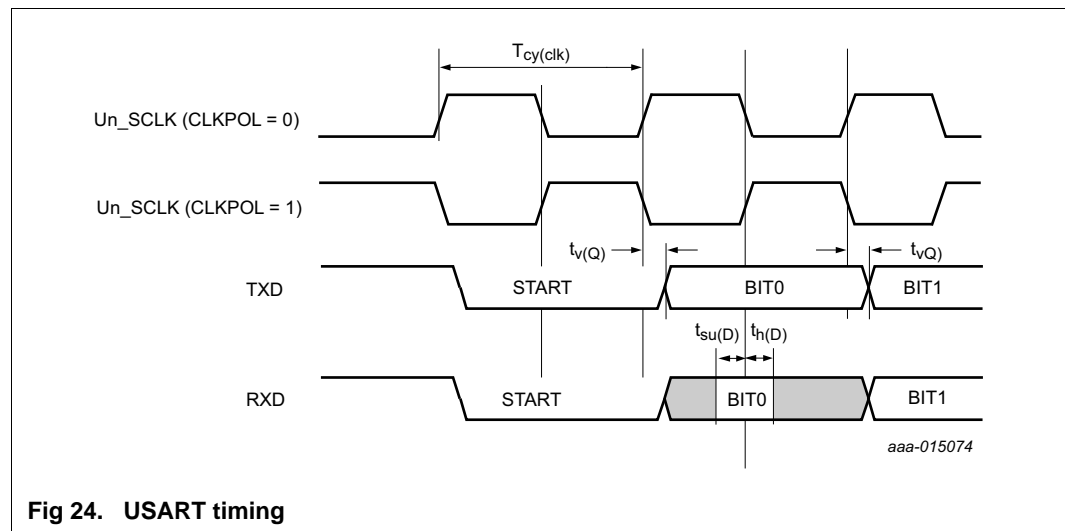 Tcy(clk)
Un_SCLK (CLKPOL = 0)
Un_SCLK (CLKPOL = 1)
tv(Q)
tvQ)
TXD
START
BIT0
BIT1
tsu(D)
th(D)
RXD
START
BIT0
BIT1
aaa-015074
Fig 24. USART timing